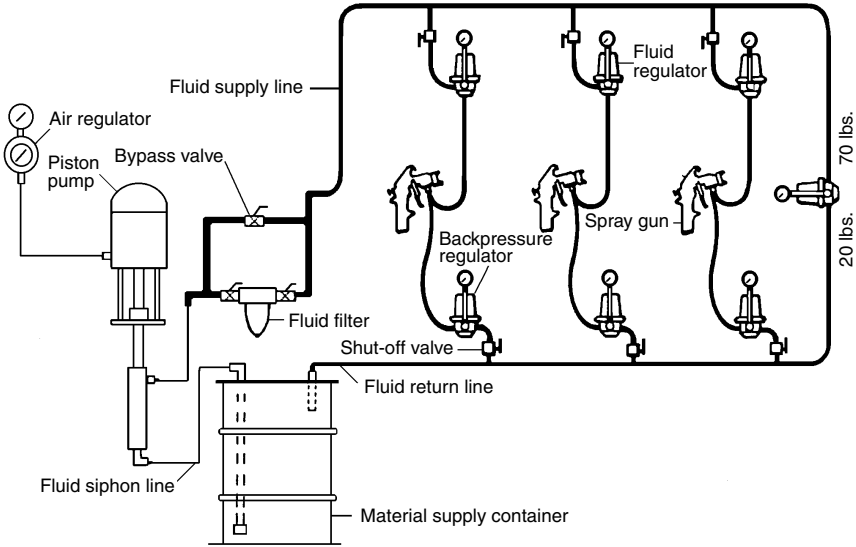 Fluid
regulator
Fluid supply line
Air regulator
Bypass valve
Piston
pump
70 lbs.
20 lbs.
Spray gun
Backpressure
regulator
Fluid filter
Shut-off valve
Fluid return line
Fluid siphon line
Material supply container